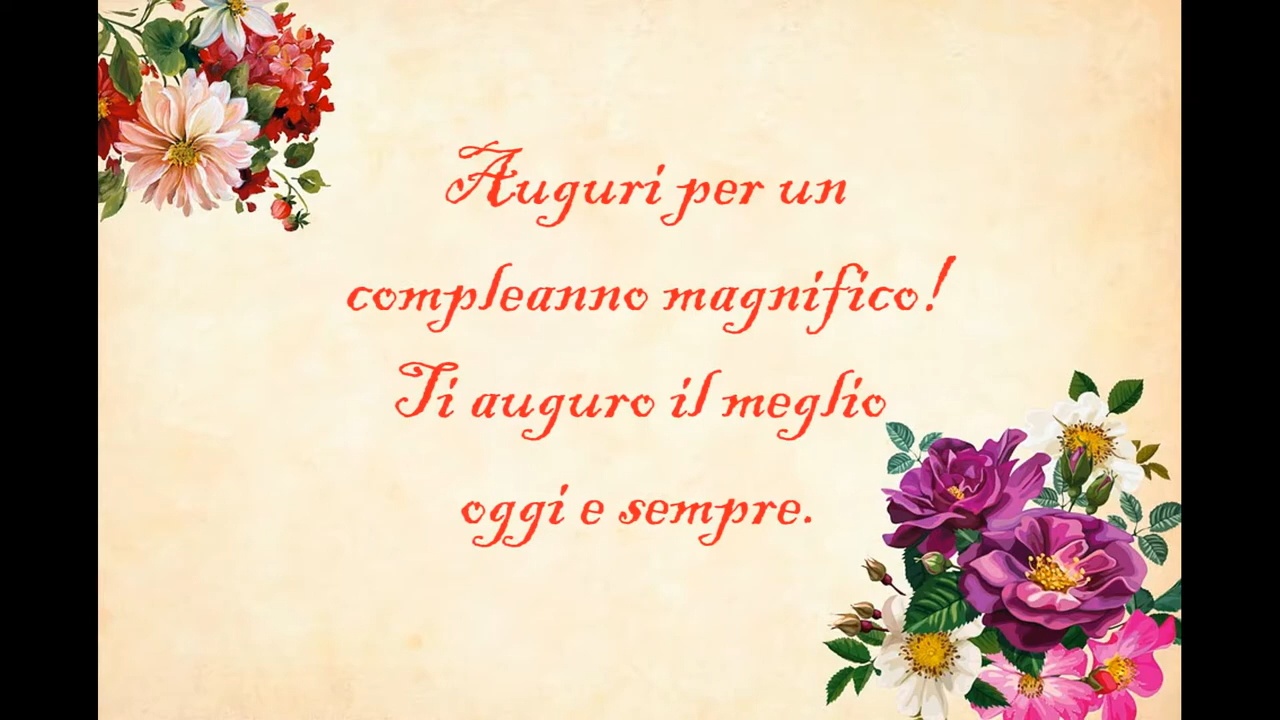 Auguri per un
compleanno magnifico!
Ti auguro il meglio
oggi e sempre.